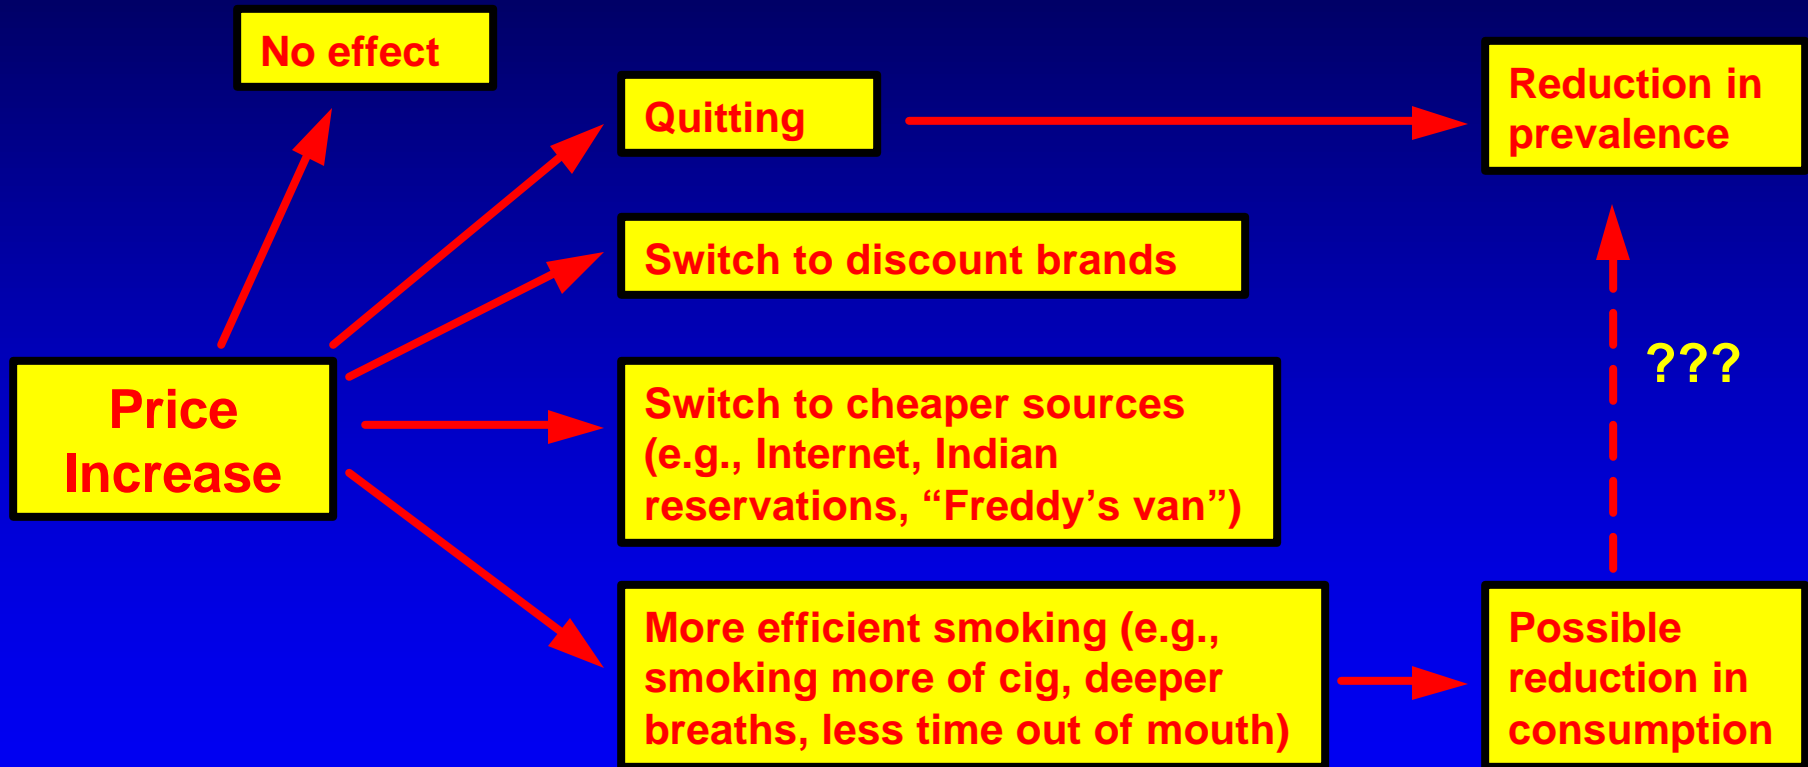 No effect
Quitting
Reduction in
prevalence
Switch to discount brands
???
Price
Increase
Switch to cheaper sources
(e.g., Internet, Indian
reservations, “Freddy’s van”)
More efficient smoking (e.g.,
smoking more of cig, deeper
breaths, less time out of mouth)
Possible
reduction in
consumption